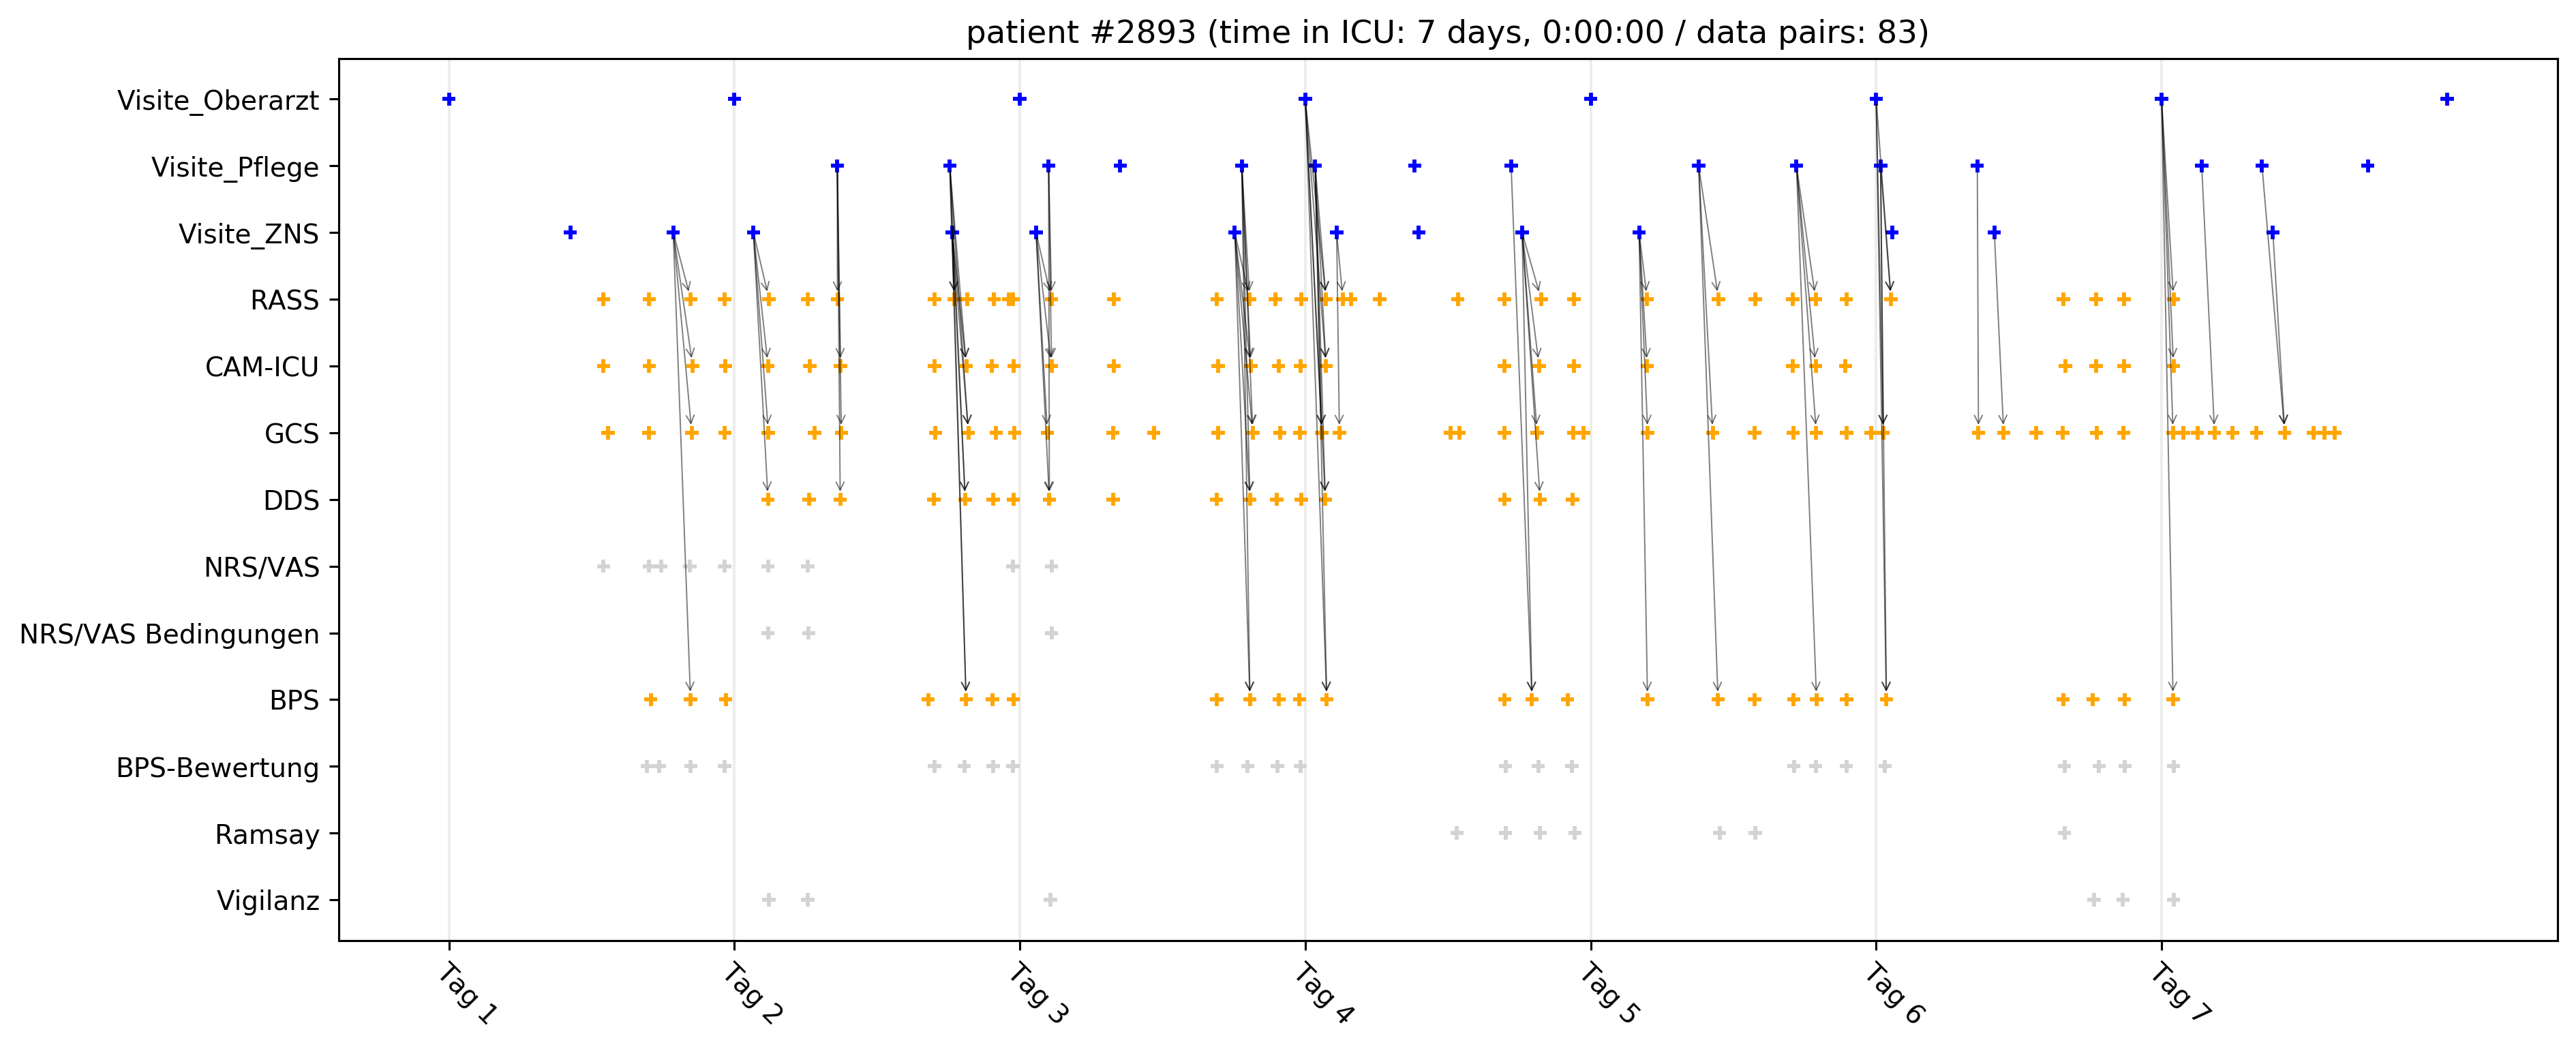 patient #2893 (time in ICU: 7 days, 0:00:00 / data pairs: 83)
Visite_Oberarzt
Visite_Pflege
Visite_ZNS
RASS
CAM-ICU
GCS
DDS
NRS/VAS
NRS/VAS Bedingungen
BPS
BPS-Bewertung
Ramsay
Vigilanz
Tag 1
Tag 2
Tag 3
Tag 4
Tag 5
Tag 6
Tag 7